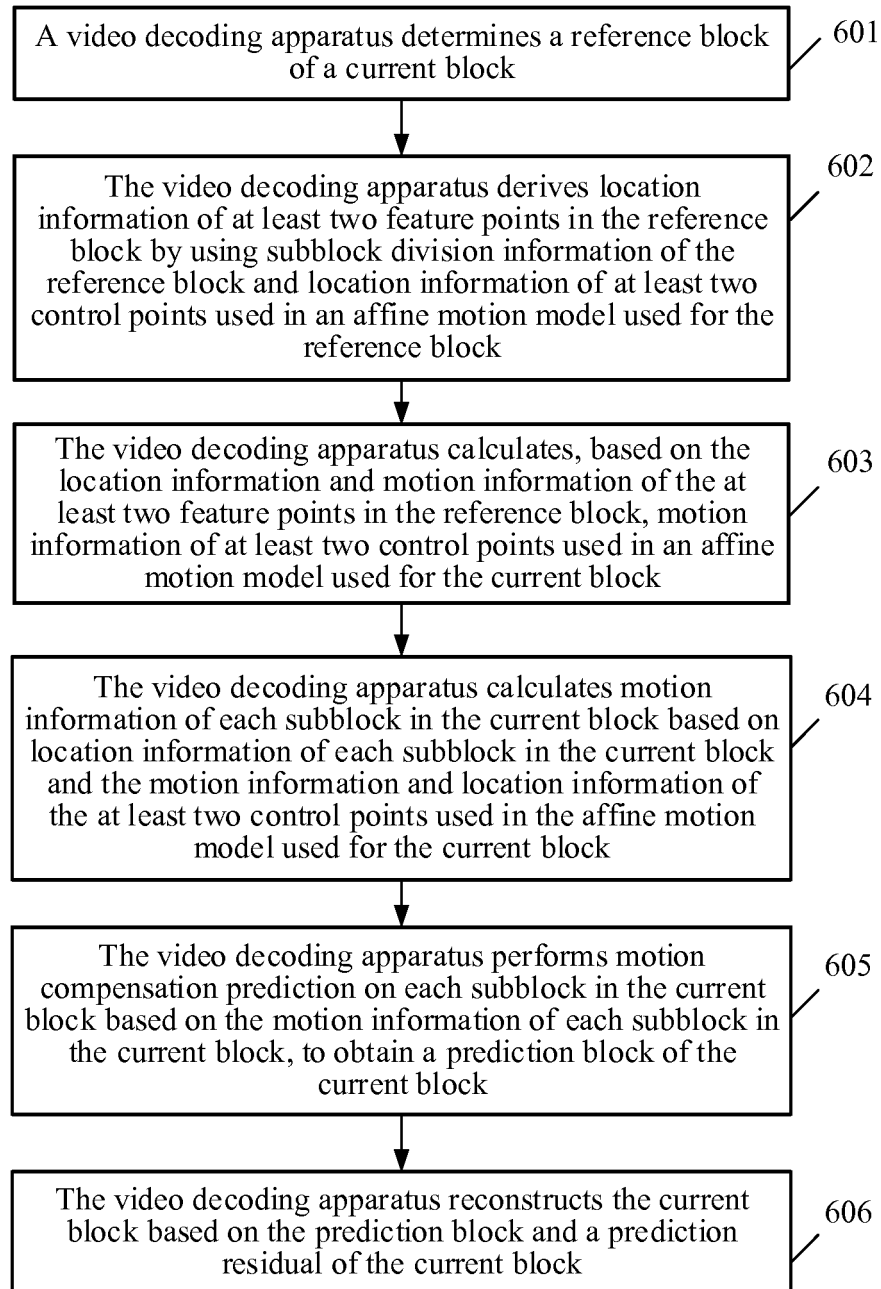 A video decoding apparatus determines a reference block
of a current block
601
The video decoding apparatus derives location
information of at least two feature points in the reference
block by using subblock division information of the
reference block and location information of at least two
control points used in an affine motion model used for the
reference block
602
The video decoding apparatus calculates, based on the
location information and motion information of the at
least two feature points in the reference block, motion
information of at least two control points used in an affine
motion model used for the current block
603
The video decoding apparatus calculates motion
information of each subblock in the current block based on
location information of each subblock in the current block
and the motion information and location information of
the at least two control points used in the affine motion
model used for the current block
604
The video decoding apparatus performs motion
compensation prediction on each subblock in the current
block based on the motion information of each subblock in
the current block, to obtain a prediction block of the
current block
605
The video decoding apparatus reconstructs the current
block based on the prediction block and a prediction
residual of the current block
606